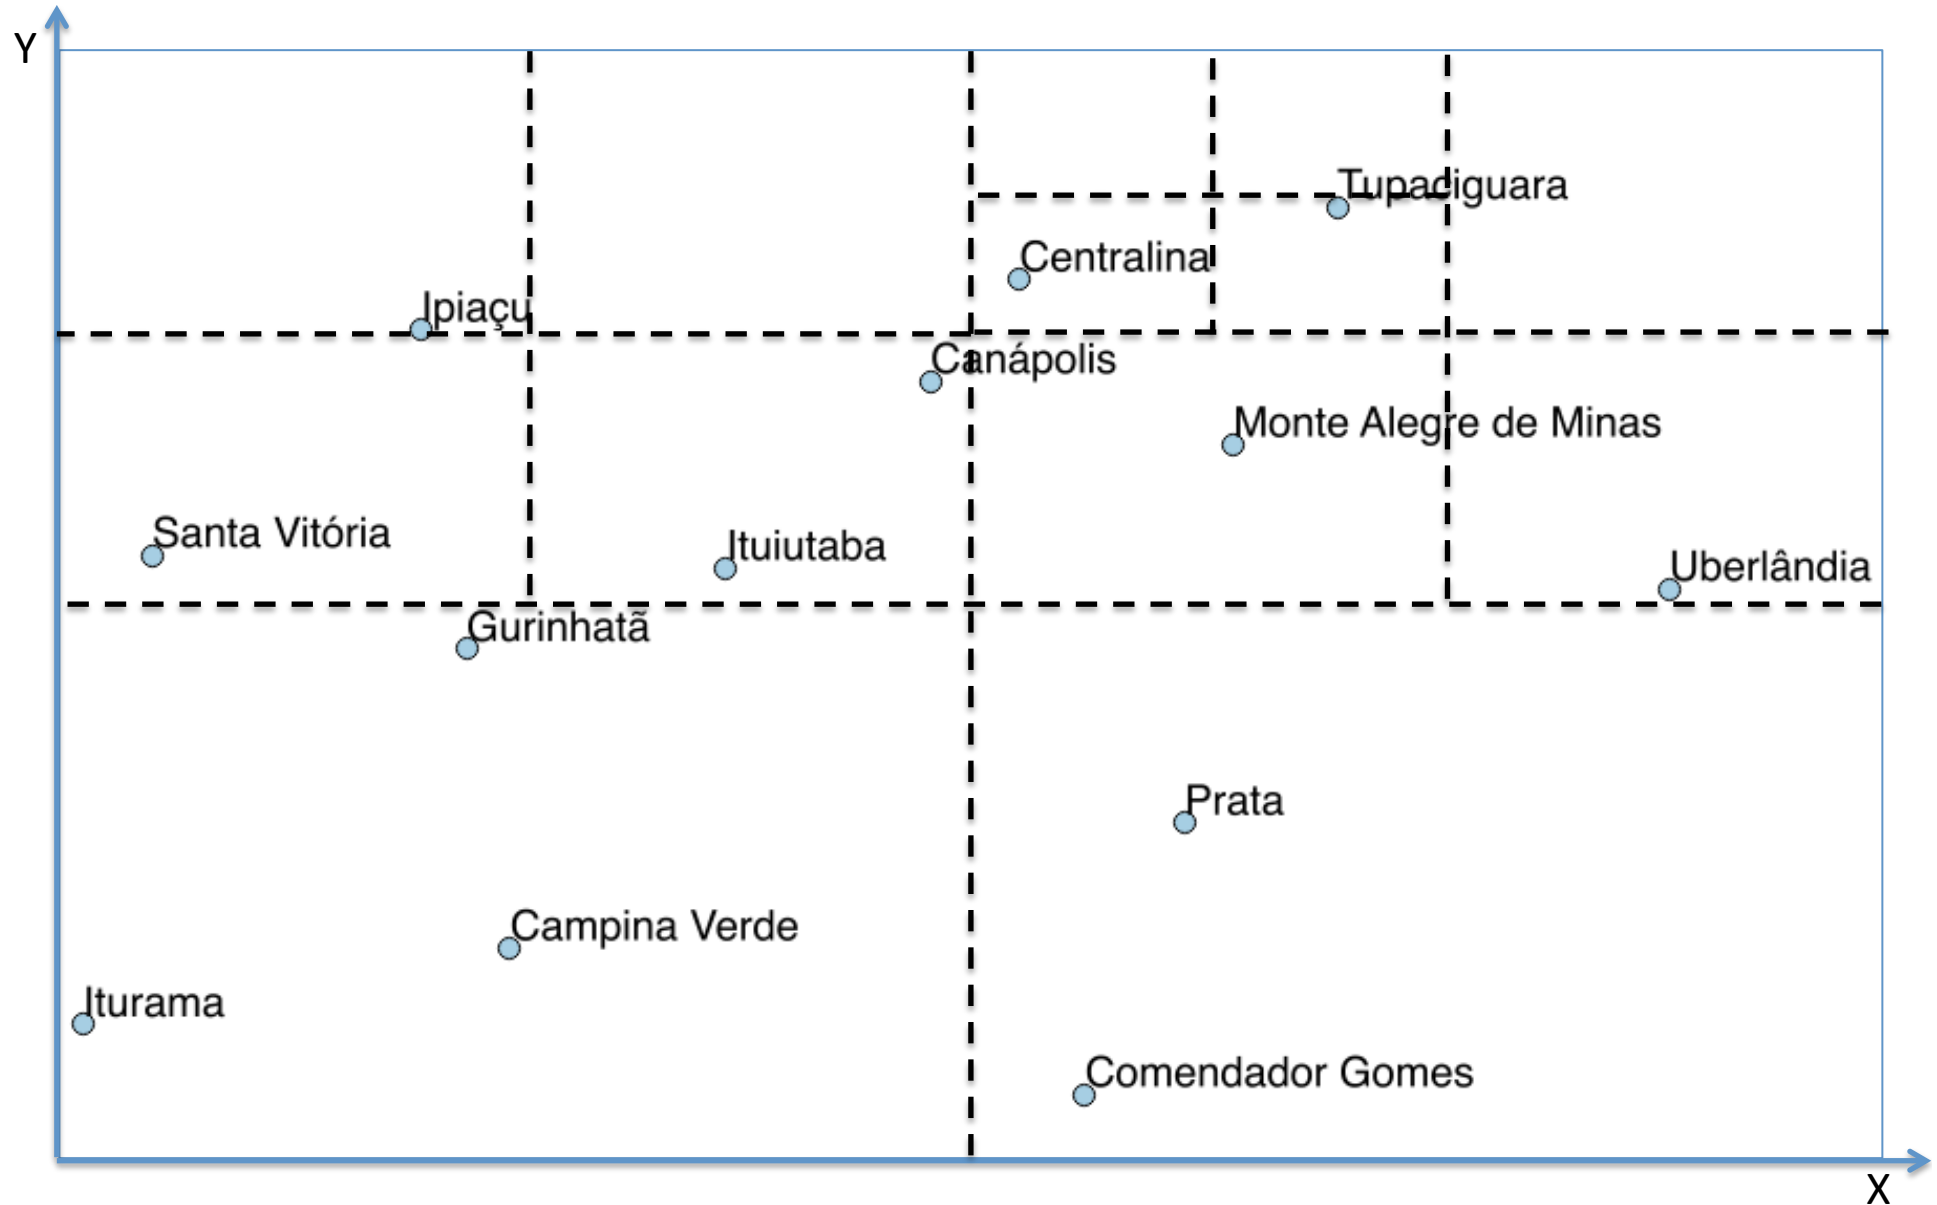 Y
Tupaciguara
Centralina
Ipiaçu
Canápolis
Monte Alegre de Minas
Santa Vitória
Ituiutaba
Uberlândia
Gurinhatã
Prata
Campina Verde
Iturama
Comendador Gomes
X